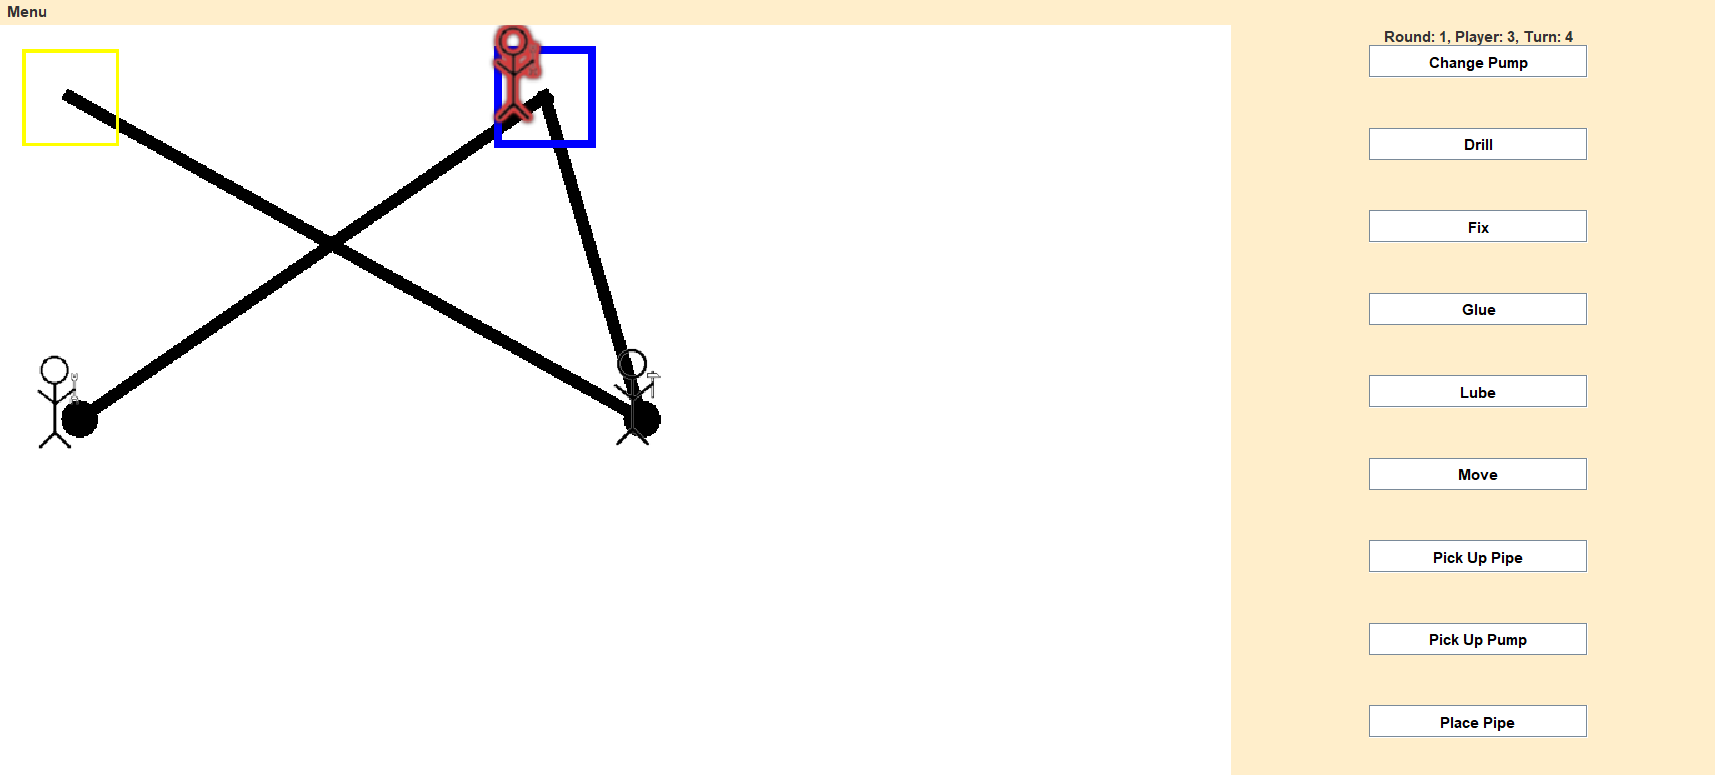 Menu
Round: 1, Player: 3, Turn: 4
Change Pump
Drill
Fix
Glue
Lube
Move
Pick Up Pipe
Pick Up Pump
Place Pipe